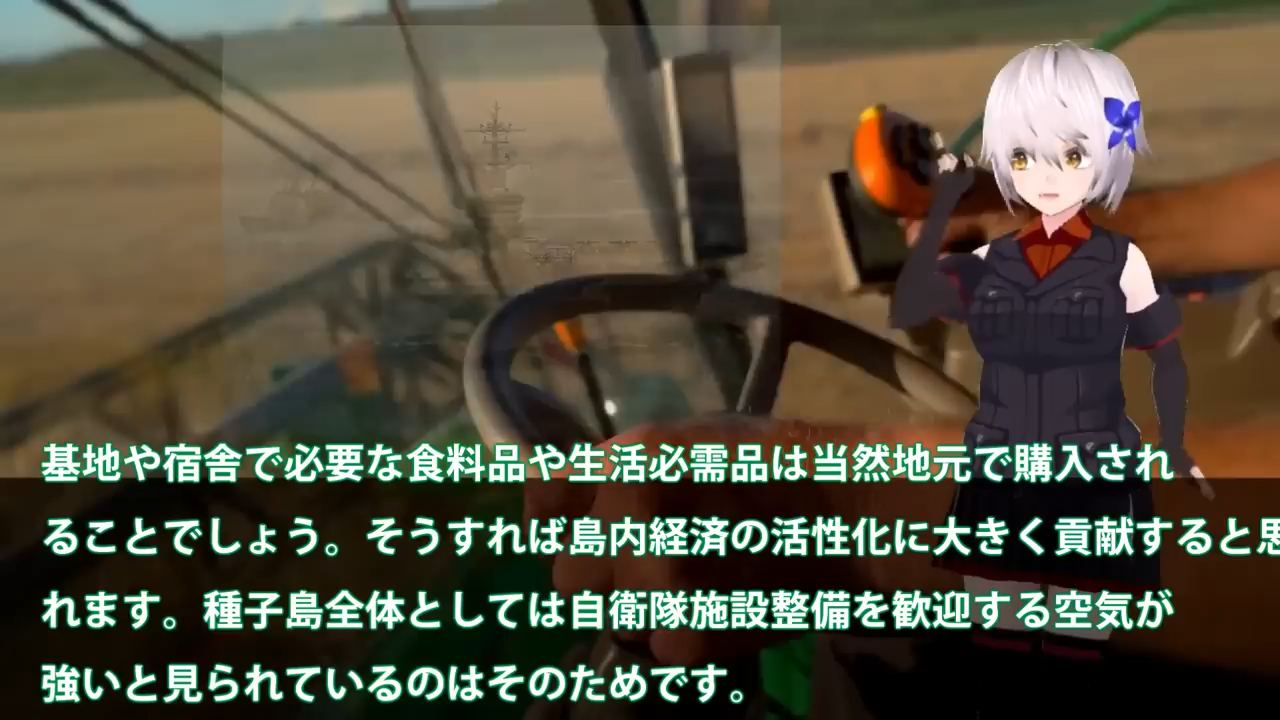 基地や宿舎で必要な食料品や生活必需品は当然地元で購入され
ることでしょう。そうすれば島内経済の活性化に大きく貢献すると思
れます。種子島全体としては自衛隊施設整備を歓迎する空気が
強いと見られているのはそのためです。